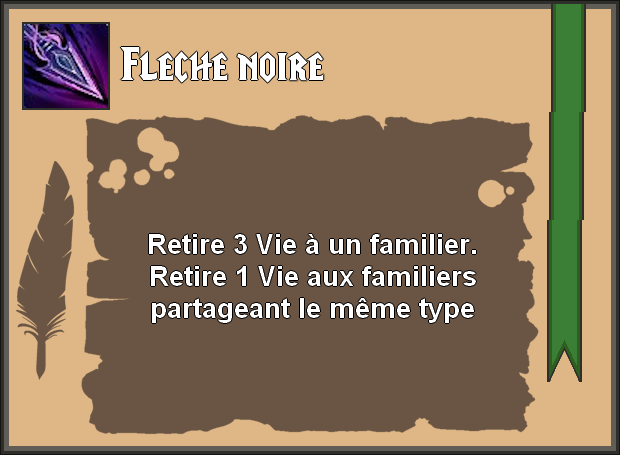 Fleche noire
Retire 3 Vie à un familier.
Retire 1 Vie aux familiers
partageant le même type